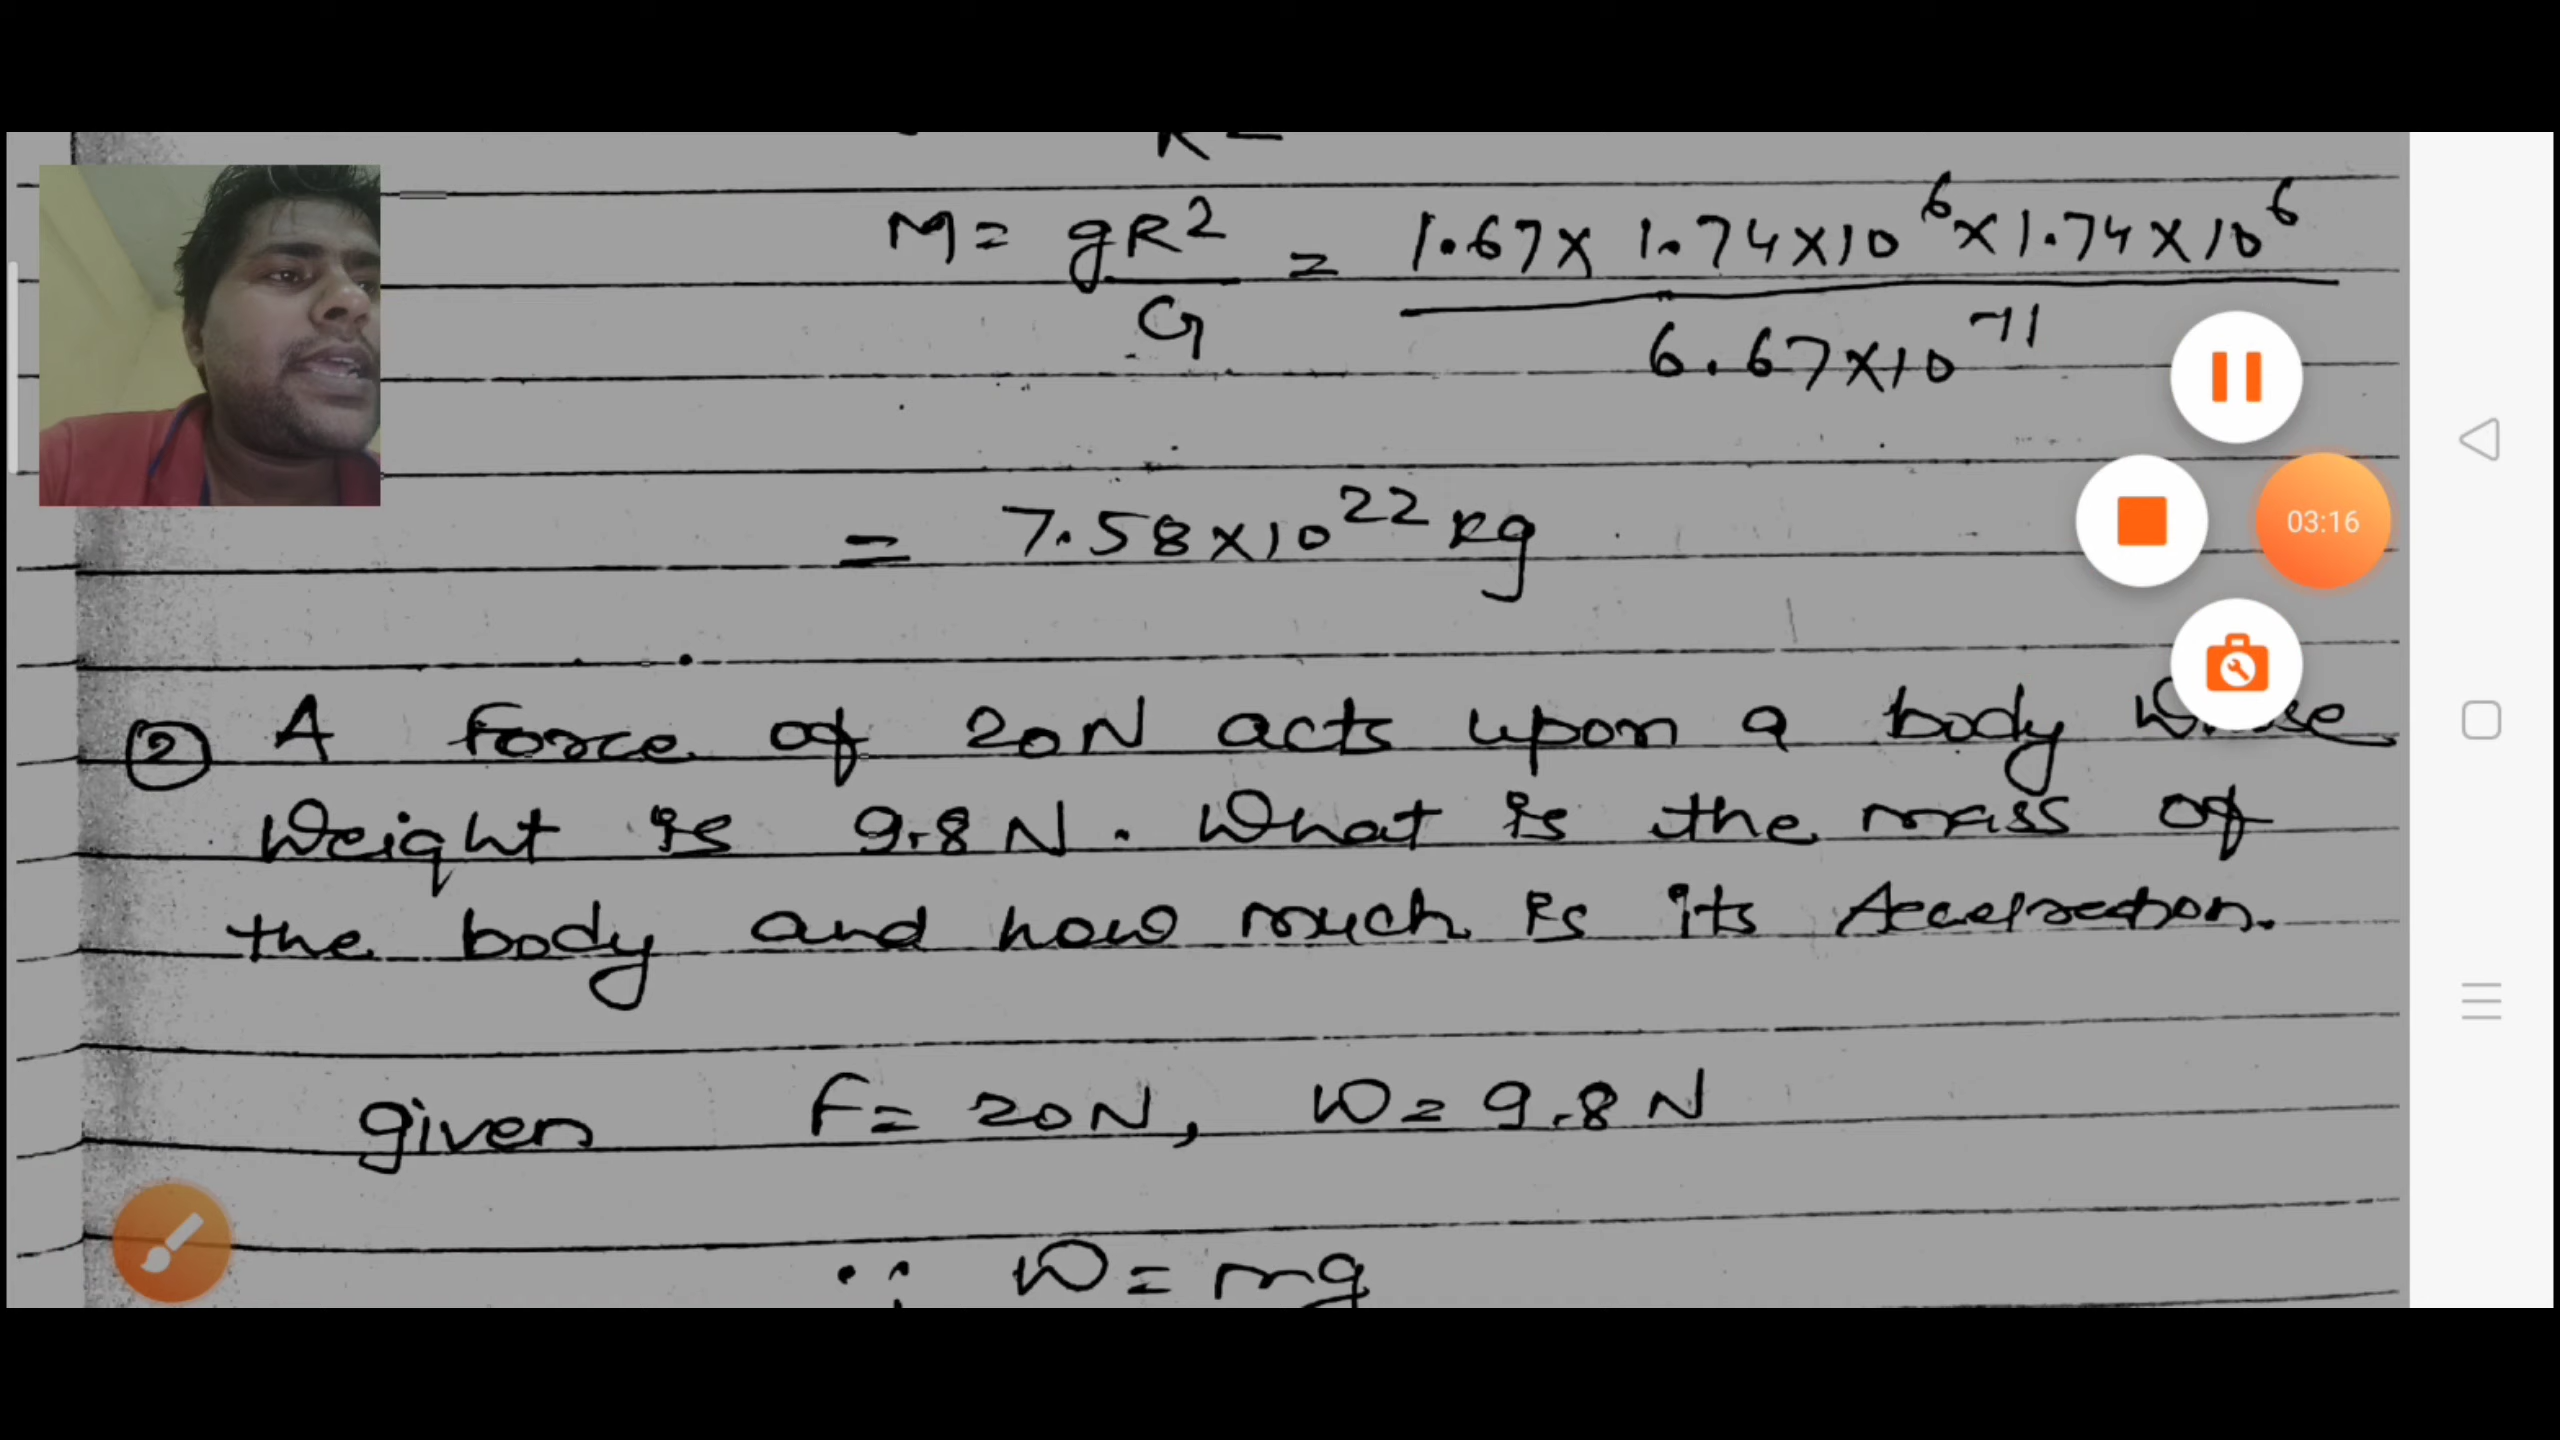 M = gR² / G = 1.67 × 1.74 × 10⁶ × 1.74 × 10⁶ / 6.67 × 10⁻¹¹
= 7.58 × 10²² kg
03:16
② A force of 20N acts upon a body whose
weight is 9.8 N. What is the mass of
the body and how much is its
given F = 20N, W = 9.8 N
∵ W = mg